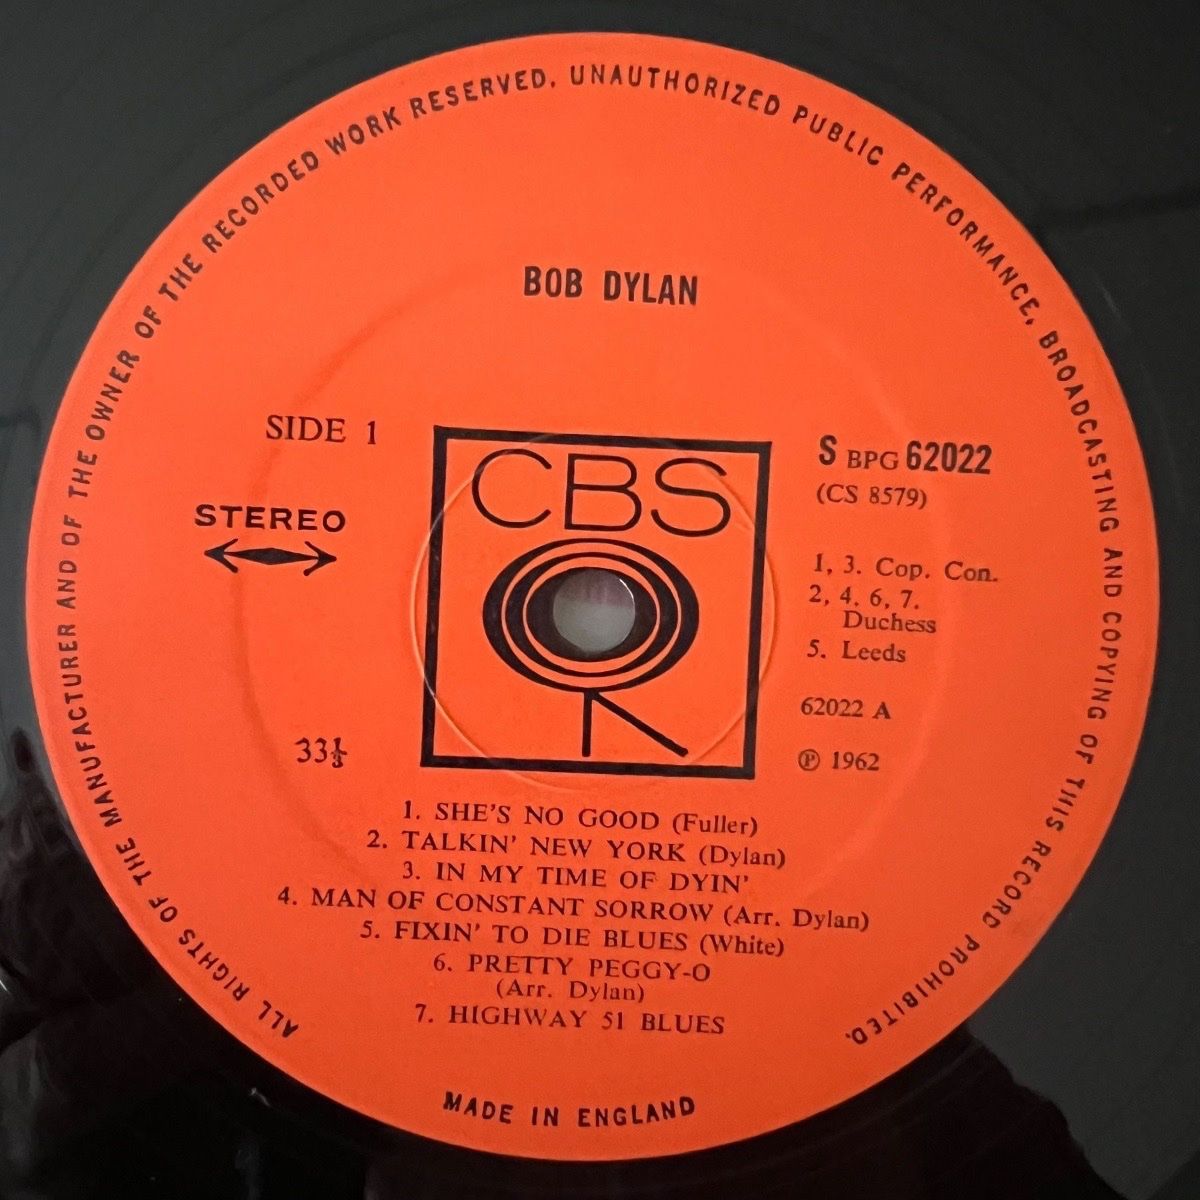 ALL RIGHTS OF THE MANUFACTURER AND OF THE OWNER OF THE RECORDED WORK RESERVED. UNAUTHORIZED PUBLIC PERFORMANCE, BROADCASTING AND COPYING OF THIS RECORD PROHIBITED.
BOB DYLAN
SIDE 1
STEREO
33⅓
CBS
S BPG 62022
(CS 8579)
1, 3. Cop. Con.
2, 4, 6, 7.
Duchess
5. Leeds
62022 A
℗ 1962
1. SHE'S NO GOOD (Fuller)
2. TALKIN' NEW YORK (Dylan)
3. IN MY TIME OF DYIN'
4. MAN OF CONSTANT SORROW (Arr. Dylan)
5. FIXIN' TO DIE BLUES (White)
6. PRETTY PEGGY-O
(Arr. Dylan)
7. HIGHWAY 51 BLUES
MADE IN ENGLAND